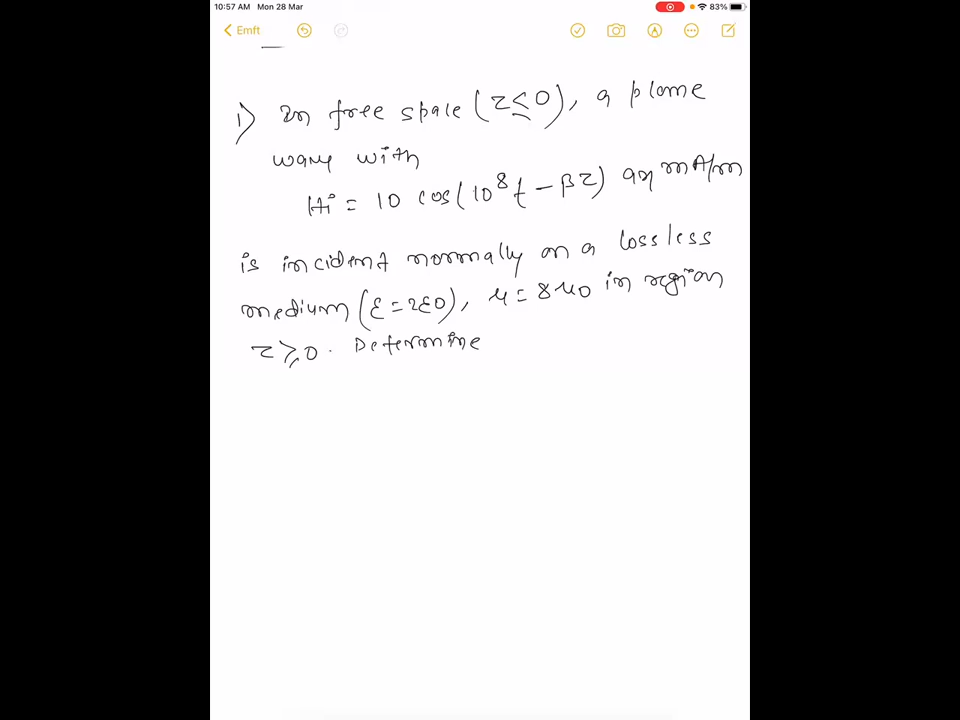 10:57 AM Mon 28 Mar 83%
Emft
1) In free space (z ≤ 0), a plane
wave with
Hi = 10 cos(10⁸t - βz) ax mA/m
is incident normally on a lossless
medium (ε = 2ε0), μ = 8μ0 in region
z ≥ 0. Determine